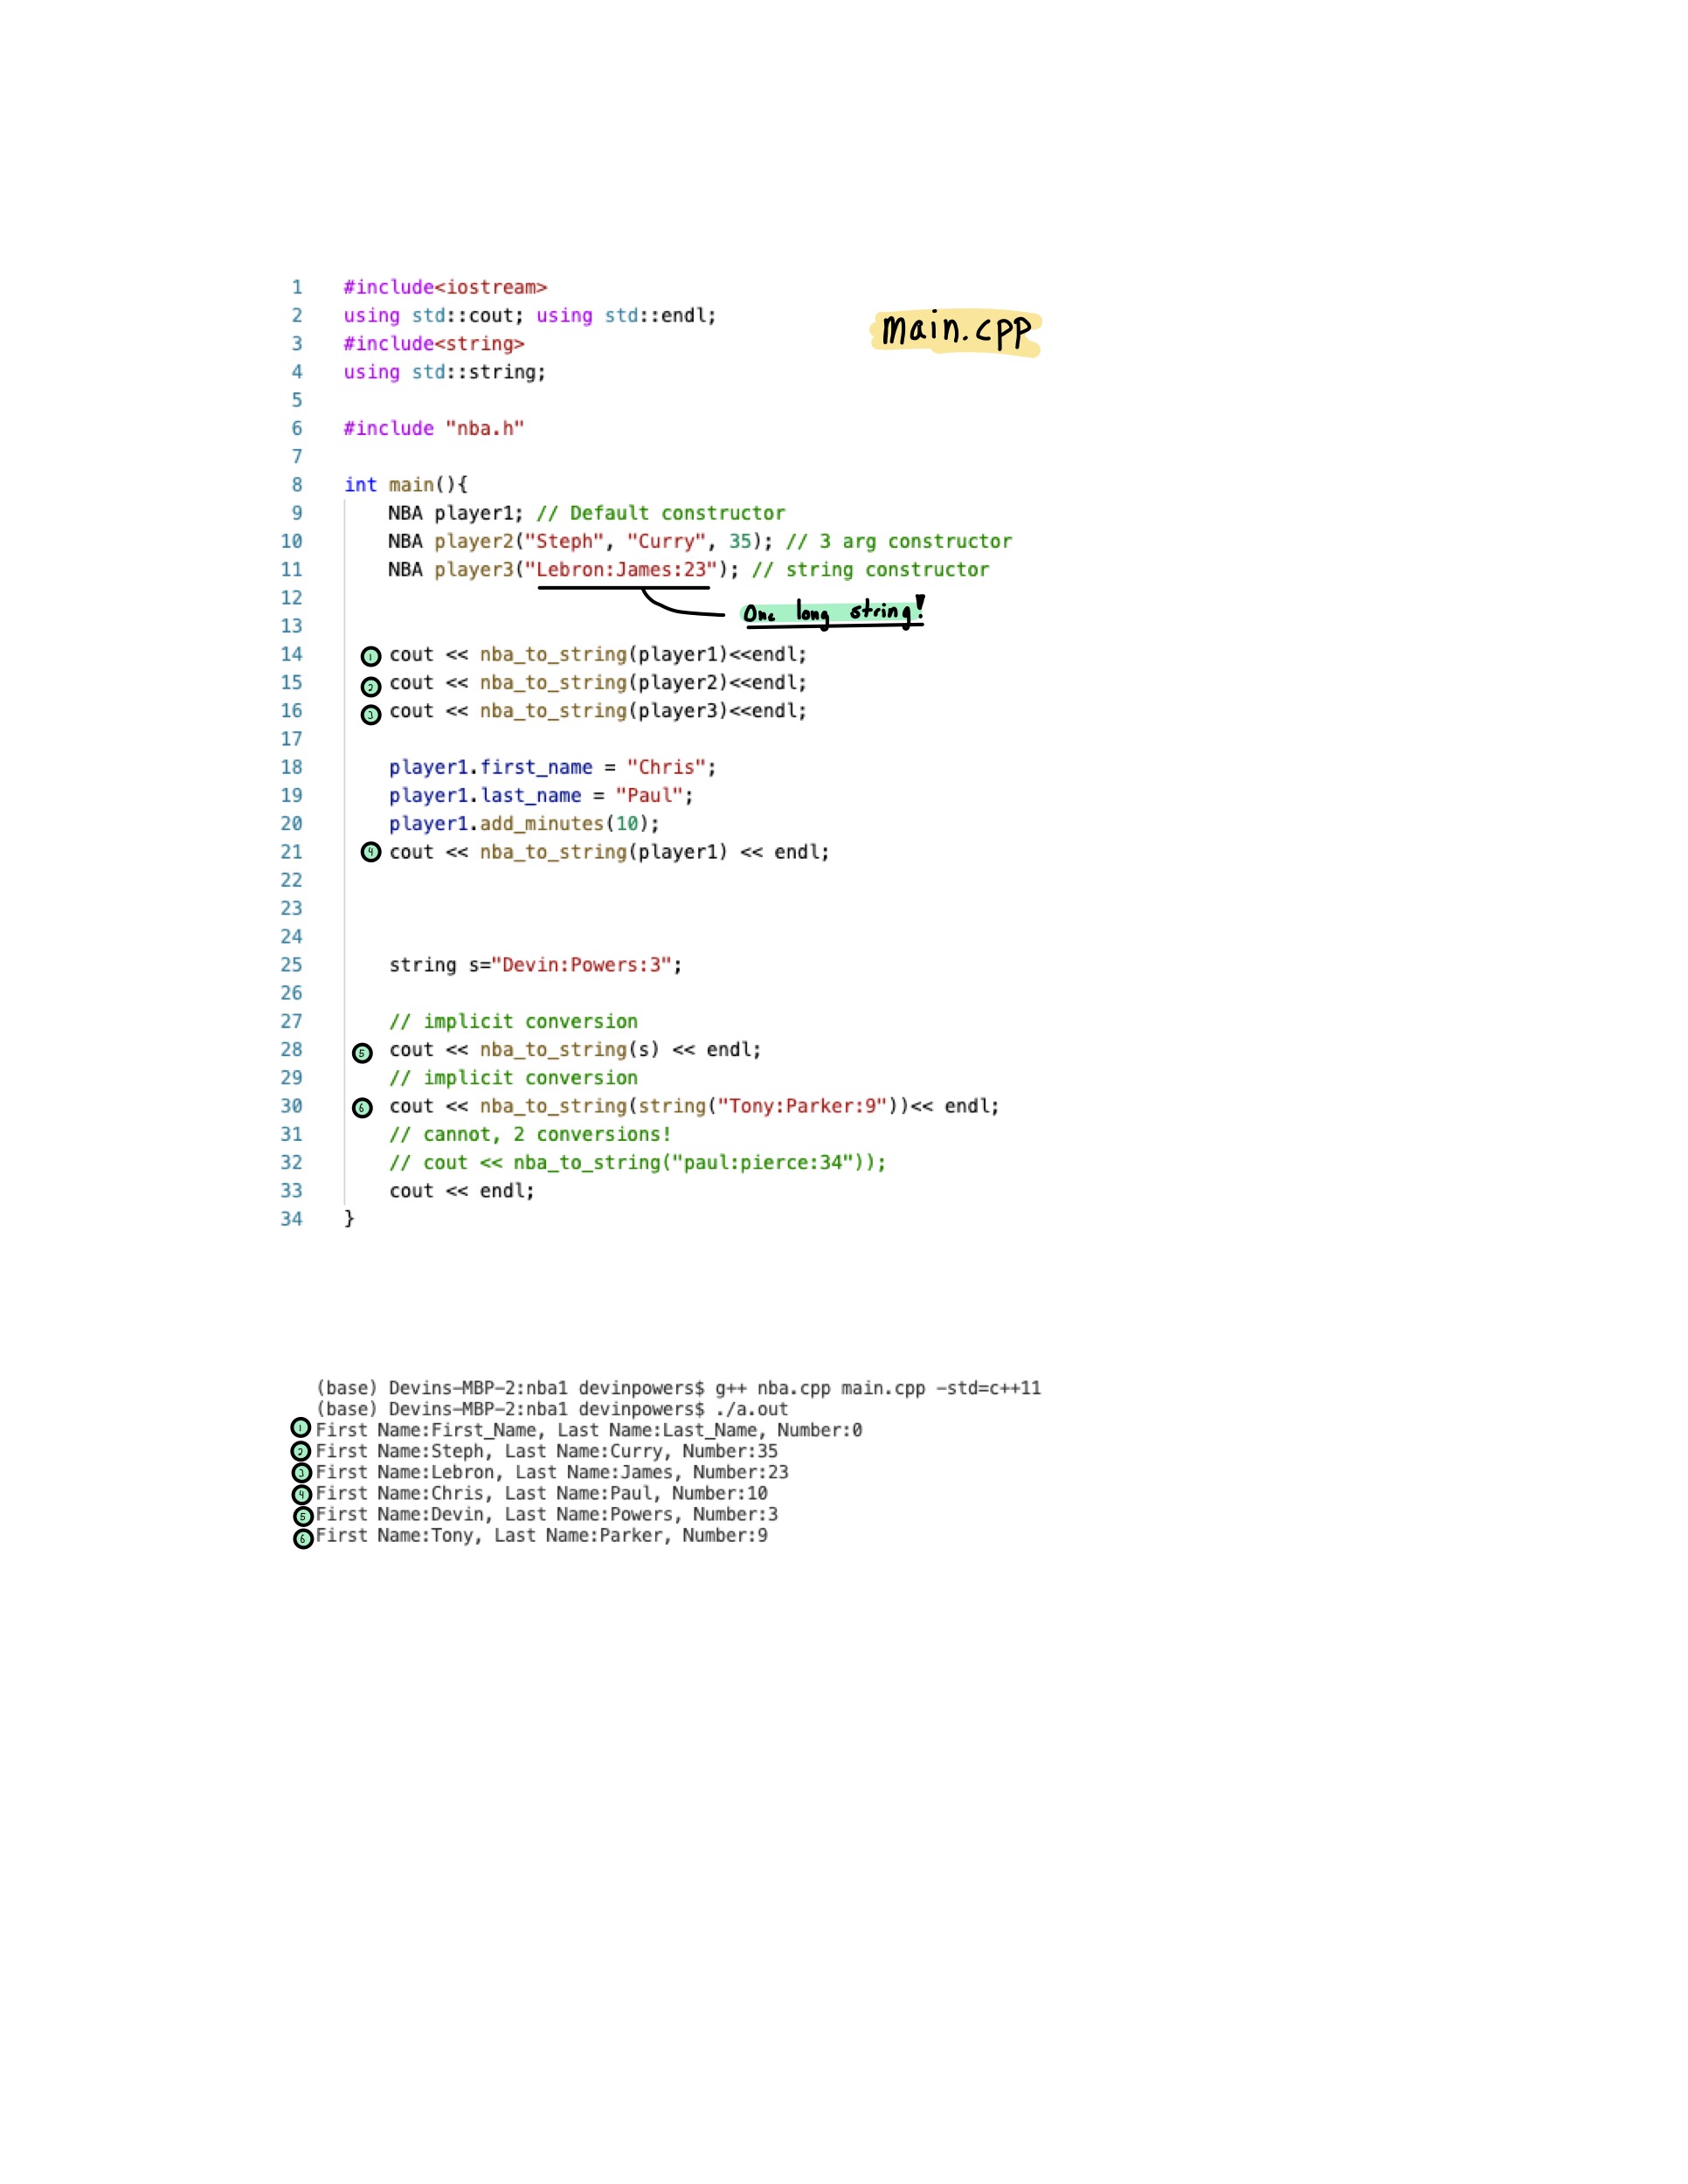 1 #include<iostream>
2 using std::cout; using std::endl;
main.cpp
3 #include<string>
4 using std::string;
5
6 #include "nba.h"
7
8 int main(){
9 NBA player1; // Default constructor
10 NBA player2("Steph", "Curry", 35); // 3 arg constructor
11 NBA player3("Lebron:James:23"); // string constructor
12
One long string!
13
14 1 cout << nba_to_string(player1)<<endl;
15 2 cout << nba_to_string(player2)<<endl;
16 3 cout << nba_to_string(player3)<<endl;
17
18 player1.first_name = "Chris";
19 player1.last_name = "Paul";
20 player1.add_minutes(10);
21 4 cout << nba_to_string(player1) << endl;
22
23
24
25 string s="Devin:Powers:3";
26
27 // implicit conversion
28 5 cout << nba_to_string(s) << endl;
29 // implicit conversion
30 6 cout << nba_to_string(string("Tony:Parker:9"))<< endl;
31 // cannot, 2 conversions!
32 // cout << nba_to_string("paul:pierce:34"));
33 cout << endl;
34 }
(base) Devins-MBP-2:nba1 devinpowers$ g++ nba.cpp main.cpp -std=c++11
(base) Devins-MBP-2:nba1 devinpowers$ ./a.out
1 First Name:First_Name, Last Name:Last_Name, Number:0
2 First Name:Steph, Last Name:Curry, Number:35
3 First Name:Lebron, Last Name:James, Number:23
4 First Name:Chris, Last Name:Paul, Number:10
5 First Name:Devin, Last Name:Powers, Number:3
6 First Name:Tony, Last Name:Parker, Number:9